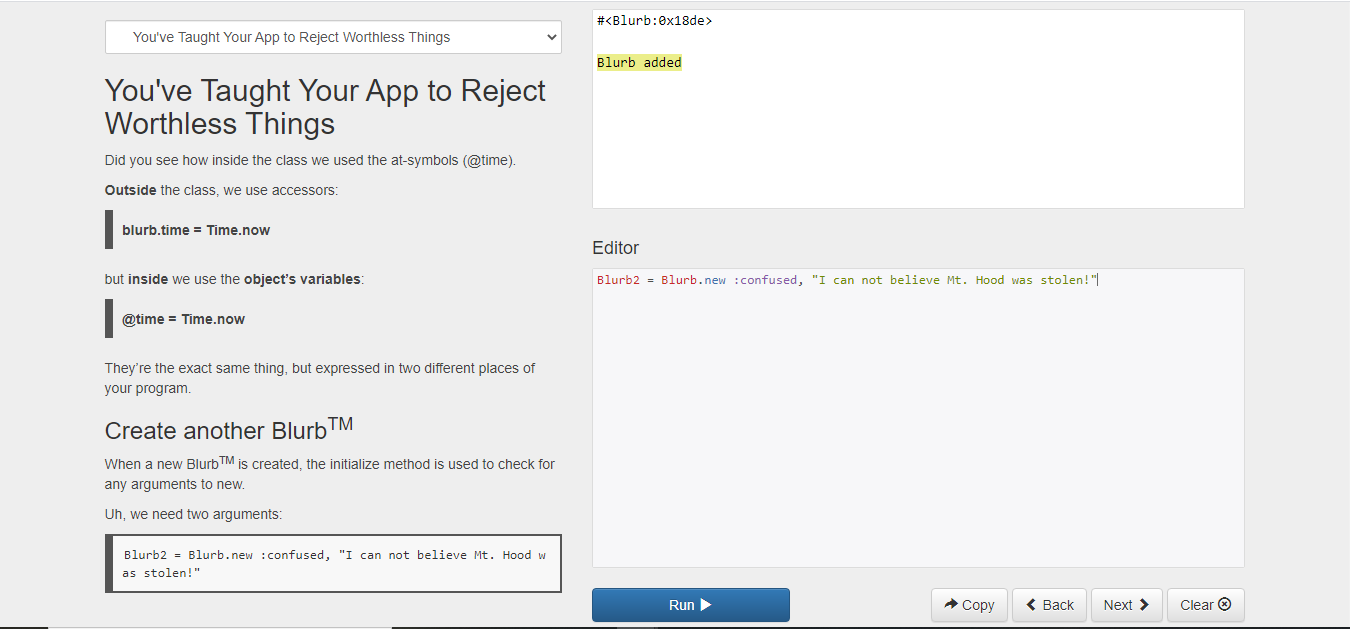 You've Taught Your App to Reject Worthless Things
You've Taught Your App to Reject
Worthless Things
Did you see how inside the class we used the at-symbols (@time).
Outside the class, we use accessors:
blurb.time = Time.now
but inside we use the object’s variables:
@time = Time.now
They’re the exact same thing, but expressed in two different places of
your program.
Create another Blurb™
When a new Blurb™ is created, the initialize method is used to check for
any arguments to new.
Uh, we need two arguments:
Blurb2 = Blurb.new :confused, "I can not believe Mt. Hood w
as stolen!"
#<Blurb:0x18de>
Blurb added
Editor
Blurb2 = Blurb.new :confused, "I can not believe Mt. Hood was stolen!"
Run
Copy
Back
Next
Clear